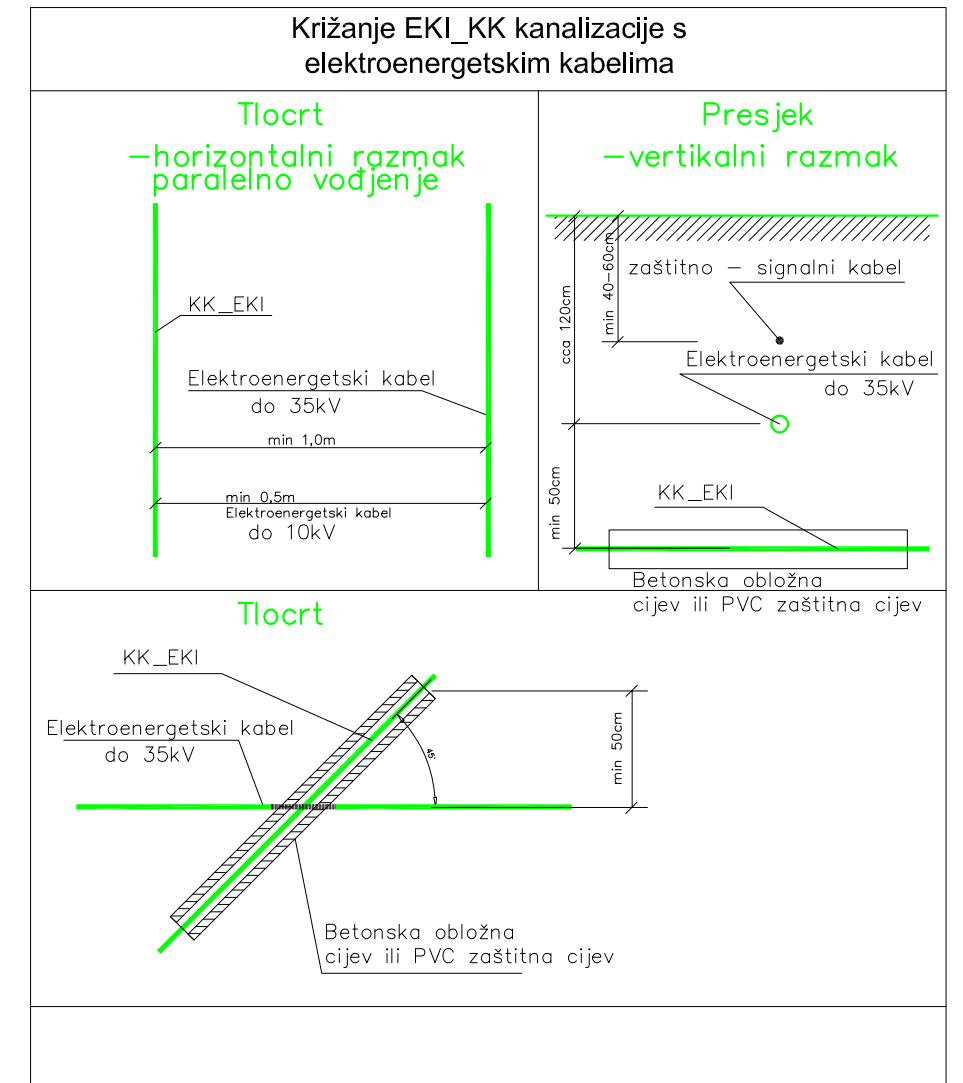 Križanje EKI_KK kanalizacije s
elektroenergetskim kabelima
Tlocrt
-horizontalni razmak
paralelno vođjenje
KK_EKI
Elektroenergetski kabel
do 35kV
min 1,0m
min 0,5m
Elektroenergetski kabel
do 10kV
Presjek
-vertikalni razmak
min 40-60cm
cca 120cm
zaštitno - signalni kabel
Elektroenergetski kabel
do 35kV
min 50cm
KK_EKI
Betonska obložna
cijev ili PVC zaštitna cijev
Tlocrt
KK_EKI
Elektroenergetski kabel
do 35kV
45°
min 50cm
Betonska obložna
cijev ili PVC zaštitna cijev